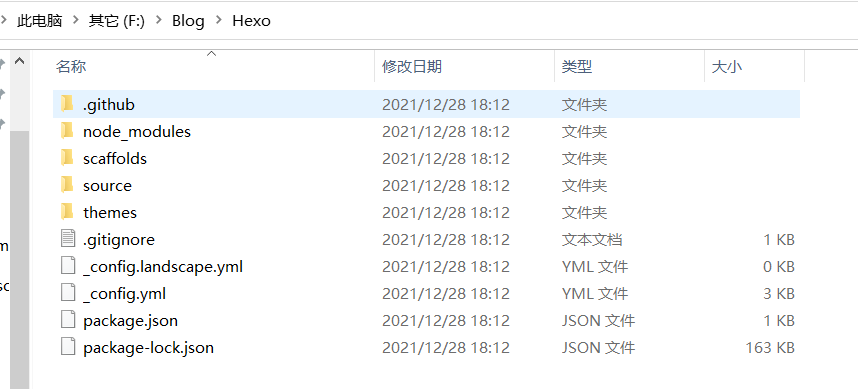 此电脑 > 其它 (F:) > Blog > Hexo
名称 修改日期 类型 大小
.github 2021/12/28 18:12 文件夹
node_modules 2021/12/28 18:12 文件夹
scaffolds 2021/12/28 18:12 文件夹
source 2021/12/28 18:12 文件夹
themes 2021/12/28 18:12 文件夹
.gitignore 2021/12/28 18:12 文本文档 1 KB
_config.landscape.yml 2021/12/28 18:12 YML 文件 0 KB
_config.yml 2021/12/28 18:12 YML 文件 3 KB
package.json 2021/12/28 18:12 JSON 文件 1 KB
package-lock.json 2021/12/28 18:12 JSON 文件 163 KB